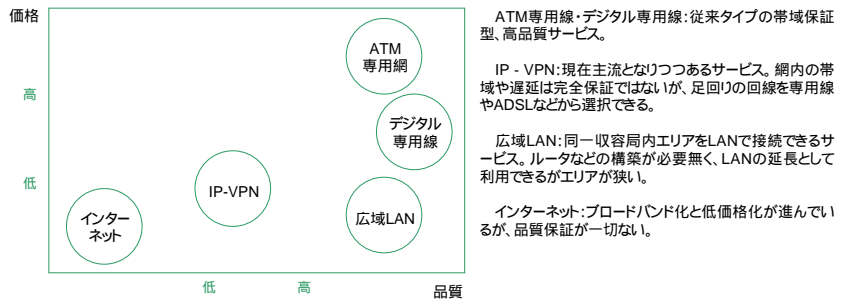 価格
高
低
ATM
専用網
デジタル
専用線
IP-VPN
広域LAN
インター
ネット
低 高
品質
ATM専用線・デジタル専用線:従来タイプの帯域保証
型、高品質サービス。
IP - VPN:現在主流となりつつあるサービス。網内の帯
域や遅延は完全保証ではないが、足回りの回線を専用線
やADSLなどから選択できる。
広域LAN:同一収容局内エリアをLANで接続できるサ
ービス。ルータなどの構築が必要無く、LANの延長として
利用できるがエリアが狭い。
インターネット:ブロードバンド化と低価格化が進んでい
るが、品質保証が一切ない。